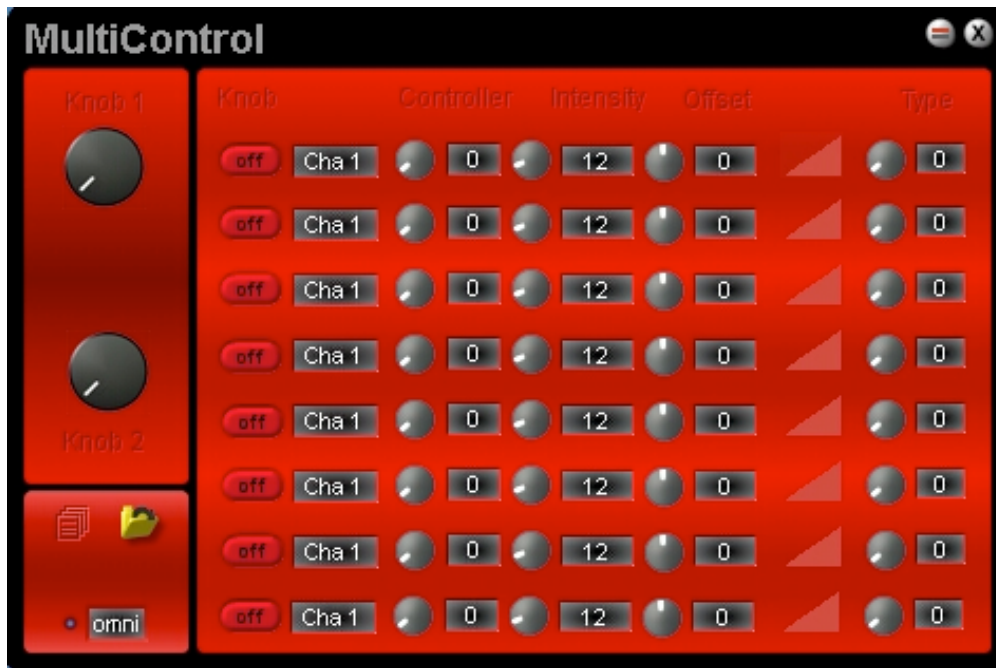 MultiControl
X
Knob 1
Knob 2
omni
Knob Controller Intensity Offset Type
off Cha 1 0 12 0 0
off Cha 1 0 12 0 0
off Cha 1 0 12 0 0
off Cha 1 0 12 0 0
off Cha 1 0 12 0 0
off Cha 1 0 12 0 0
off Cha 1 0 12 0 0
off Cha 1 0 12 0 0